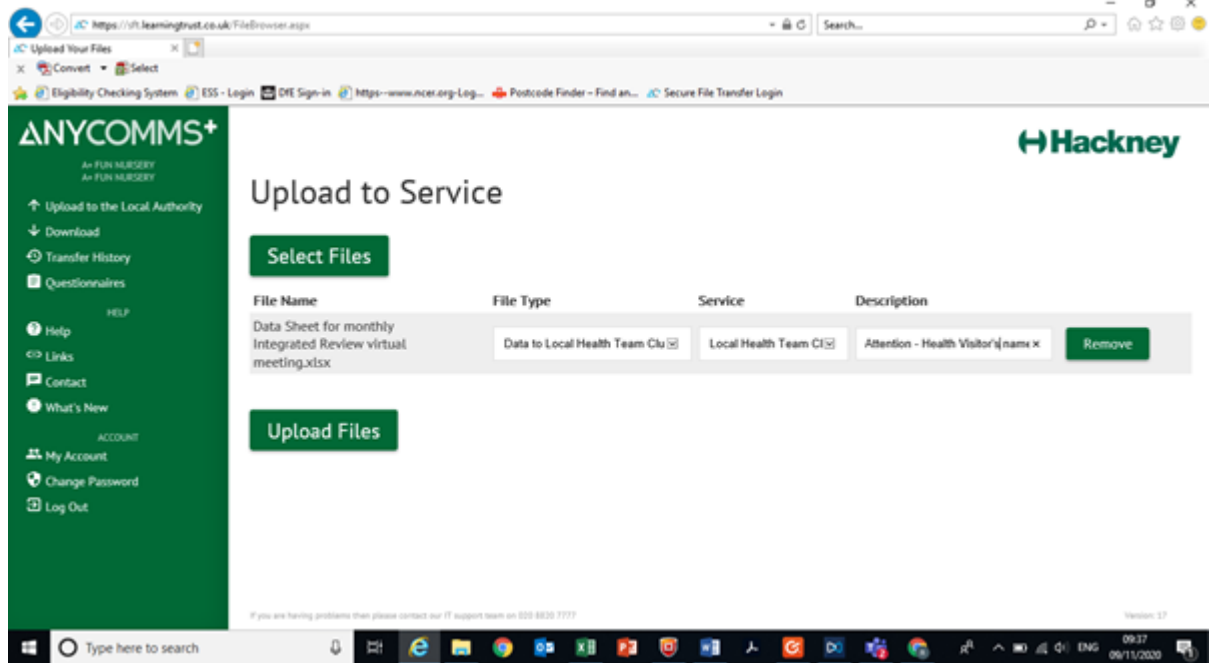 https://sft.learningtrust.co.uk/FileBrowser.aspx
Search...
Upload Your Files
x Convert Select
Eligibility Checking System ESS - Login DfE Sign-in https--www.ncer.org-Log... Postcode Finder - Find an... Secure File Transfer Login
ANYCOMMS+
A+ FUN NURSERY
A+ FUN NURSERY
Upload to the Local Authority
Download
Transfer History
Questionnaires
HELP
Help
Links
Contact
What's New
ACCOUNT
My Account
Change Password
Log Out
Hackney
Upload to Service
Select Files
File Name File Type Service Description
Data Sheet for monthly
Integrated Review virtual
meeting.xlsx
Data to Local Health Team Clu Local Health Team Cl Attention - Health Visitor's name x Remove
Upload Files
If you are having problems then please contact our IT support team on 020 8820 7777
Version: 17
Type here to search
ENG
09:37
09/11/2020